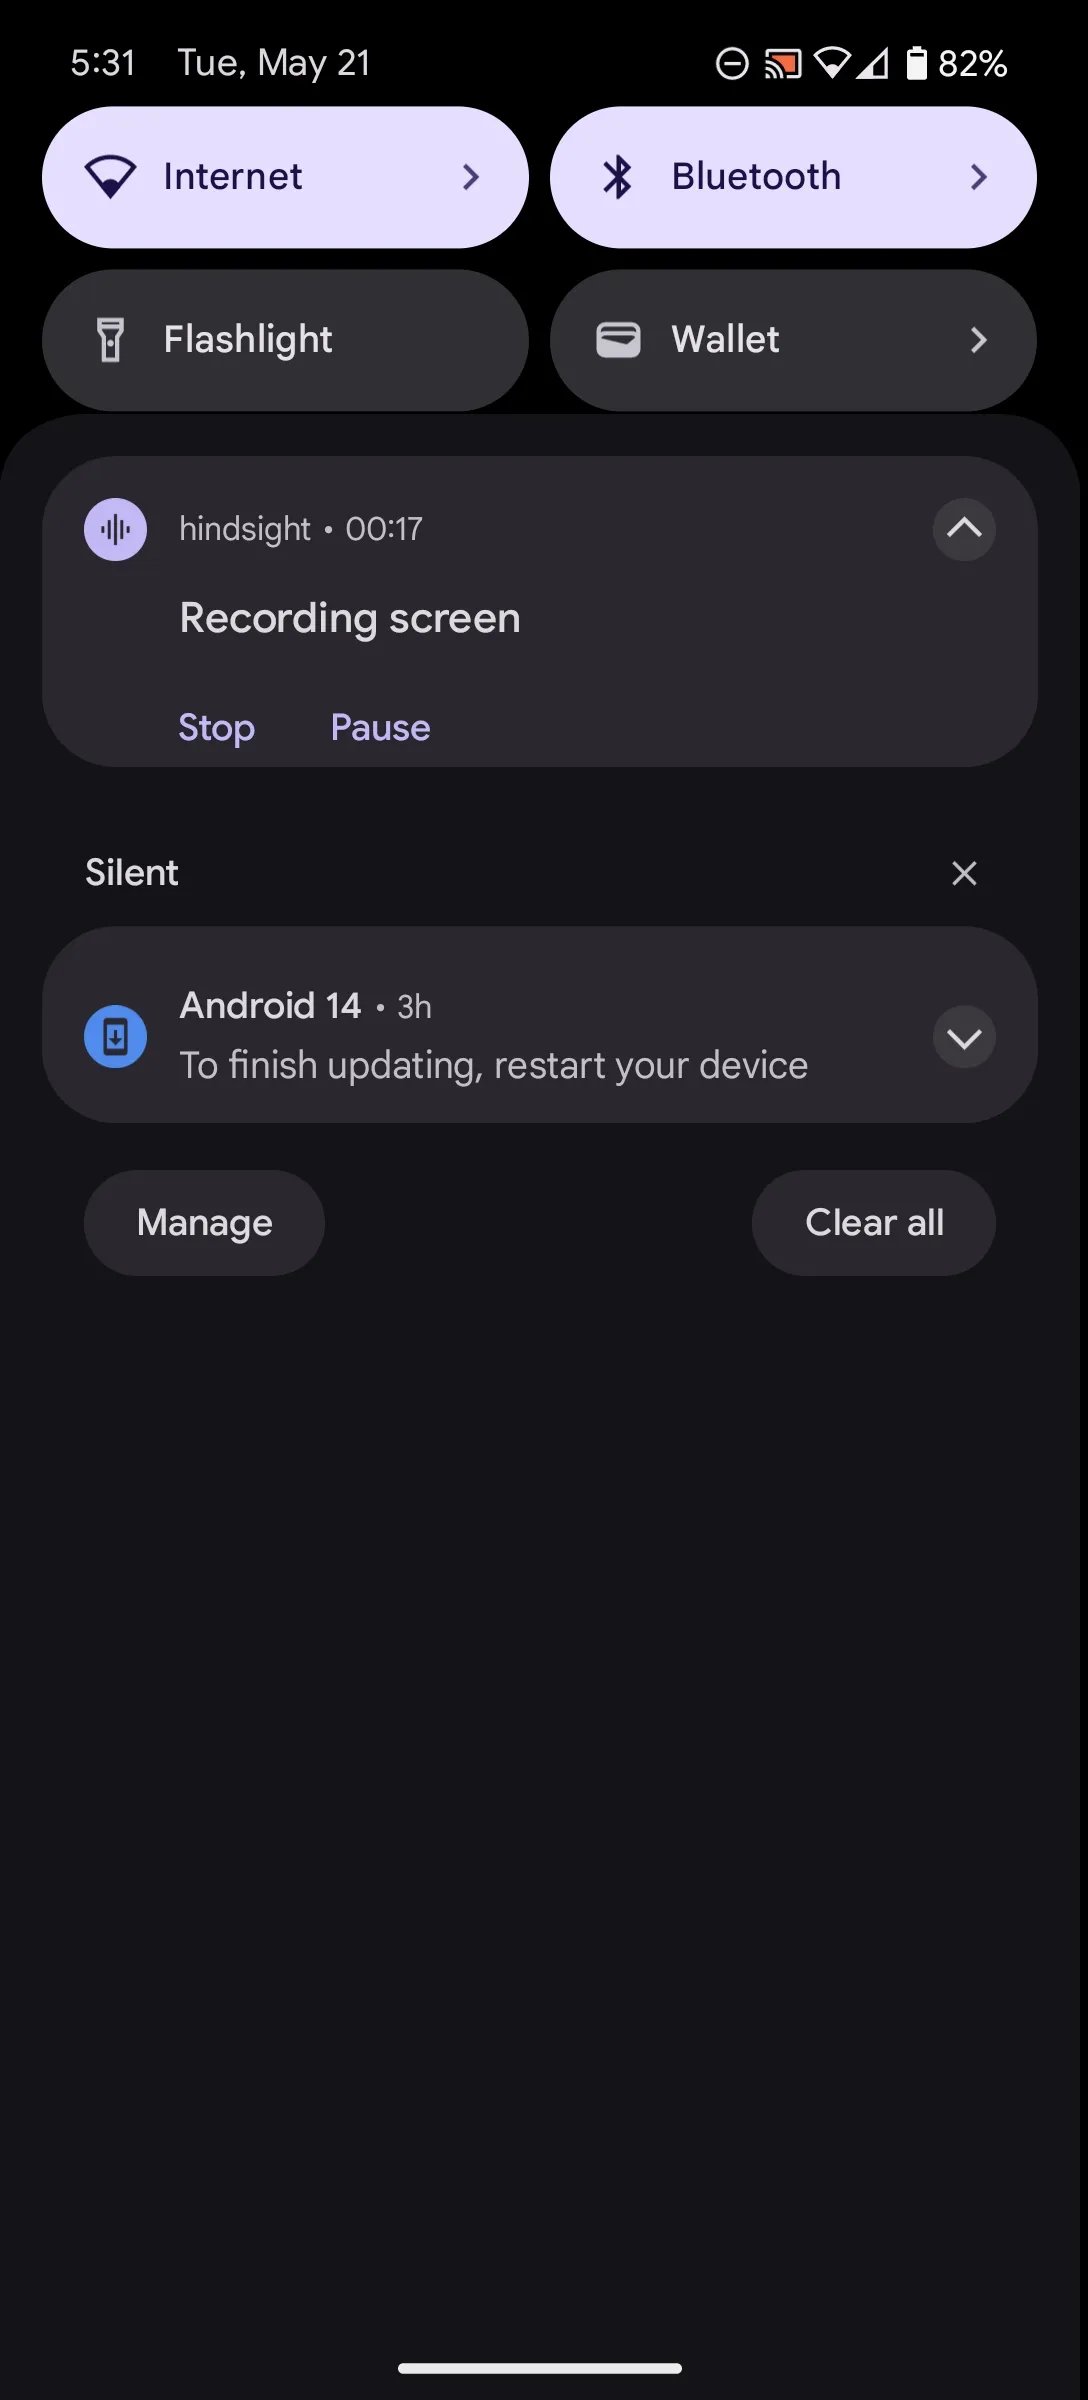 5:31 Tue, May 21 82%
Internet Bluetooth
Flashlight Wallet
hindsight • 00:17
Recording screen
Stop Pause
Silent
Android 14 • 3h
To finish updating, restart your device
Manage Clear all